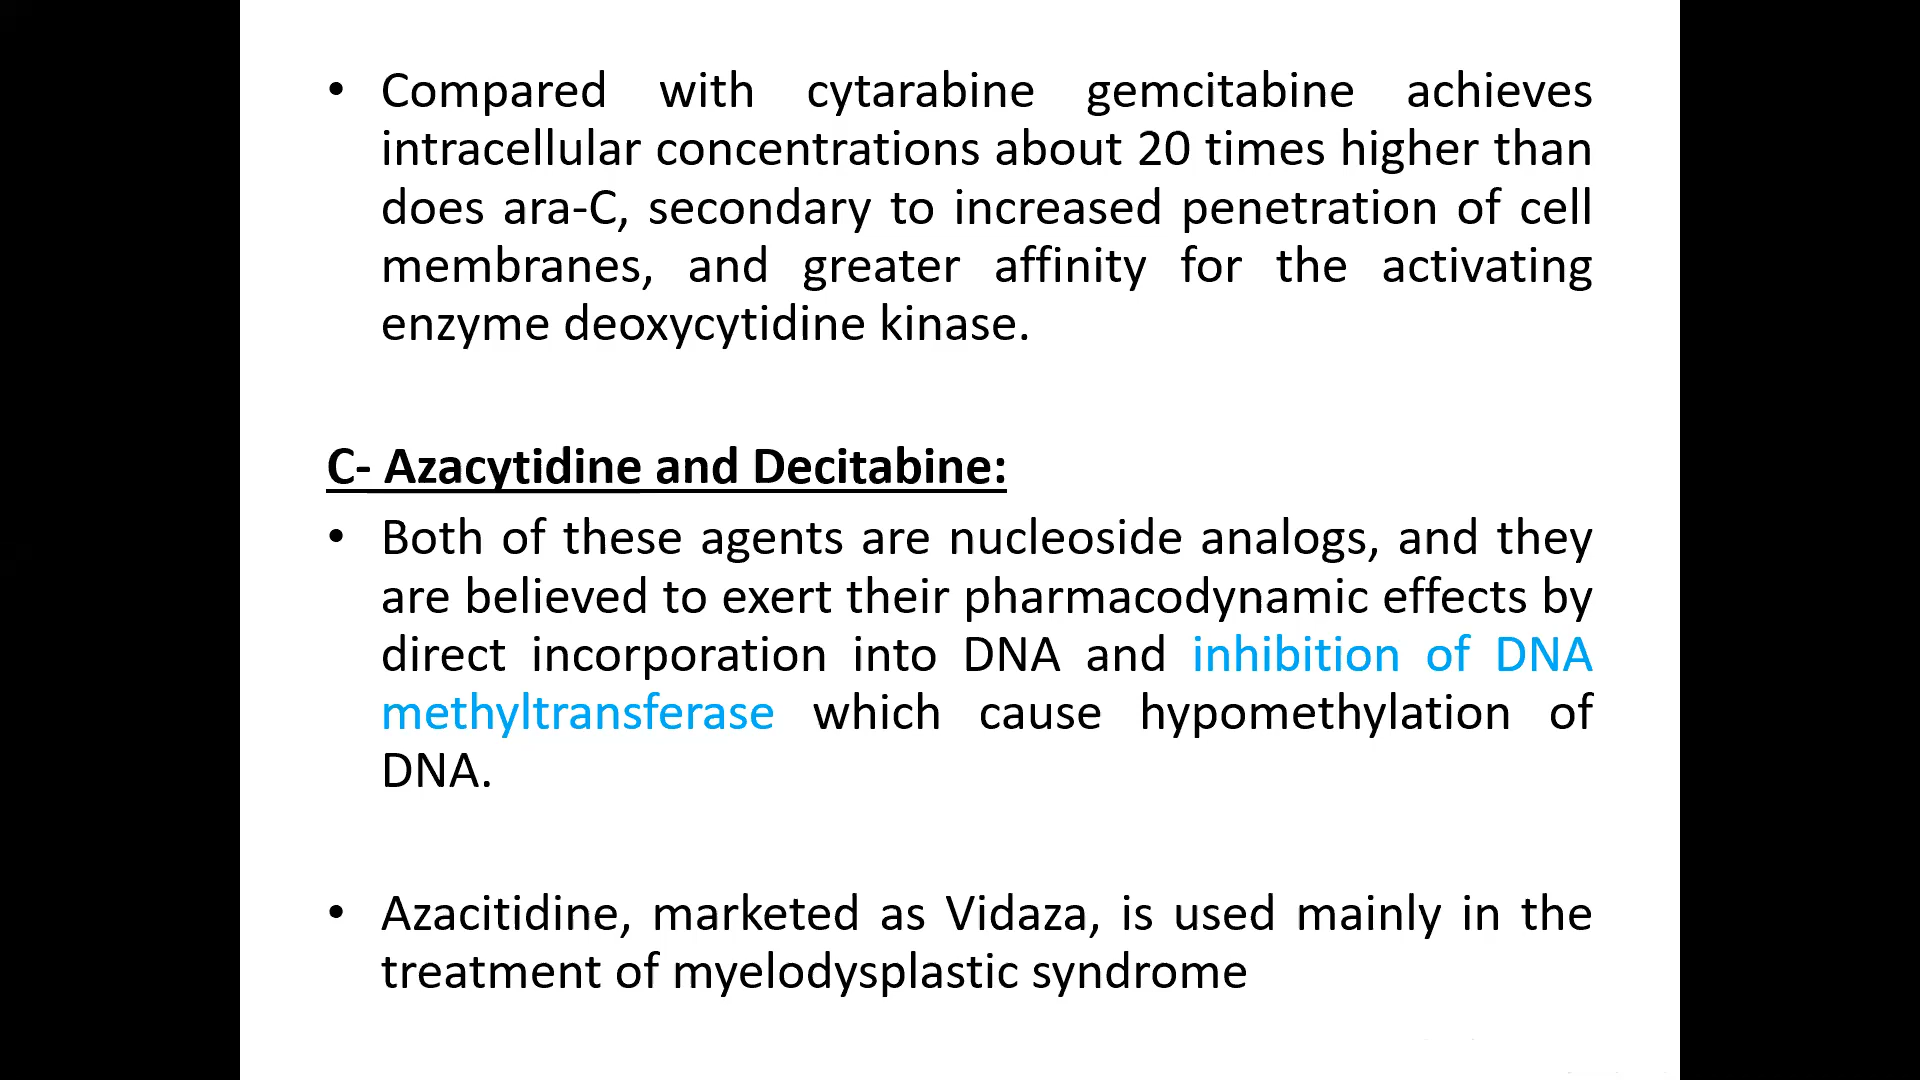 • Compared with cytarabine gemcitabine achieves
intracellular concentrations about 20 times higher than
does ara-C, secondary to increased penetration of cell
membranes, and greater affinity for the activating
enzyme deoxycytidine kinase.
C- Azacytidine and Decitabine:
• Both of these agents are nucleoside analogs, and they
are believed to exert their pharmacodynamic effects by
direct incorporation into DNA and inhibition of DNA
methyltransferase which cause hypomethylation of
DNA.
• Azacitidine, marketed as Vidaza, is used mainly in the
treatment of myelodysplastic syndrome